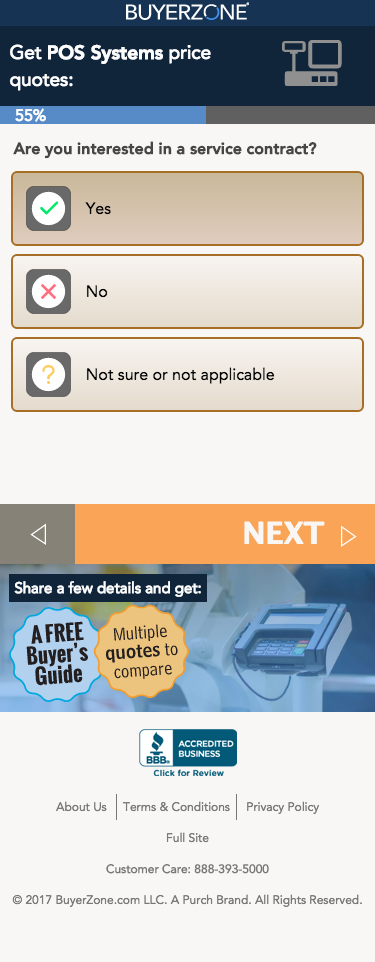 BUYERZONE
Get POS Systems price
quotes:
55%
Are you interested in a service contract?
Yes
No
Not sure or not applicable
NEXT
Share a few details and get:
A FREE
Buyer's
Guide
Multiple
quotes to
compare
BBB.
ACCREDITED
BUSINESS
Click for Review
About Us
Terms & Conditions
Privacy Policy
Full Site
Customer Care: 888-393-5000
© 2017 BuyerZone.com LLC. A Purch Brand. All Rights Reserved.